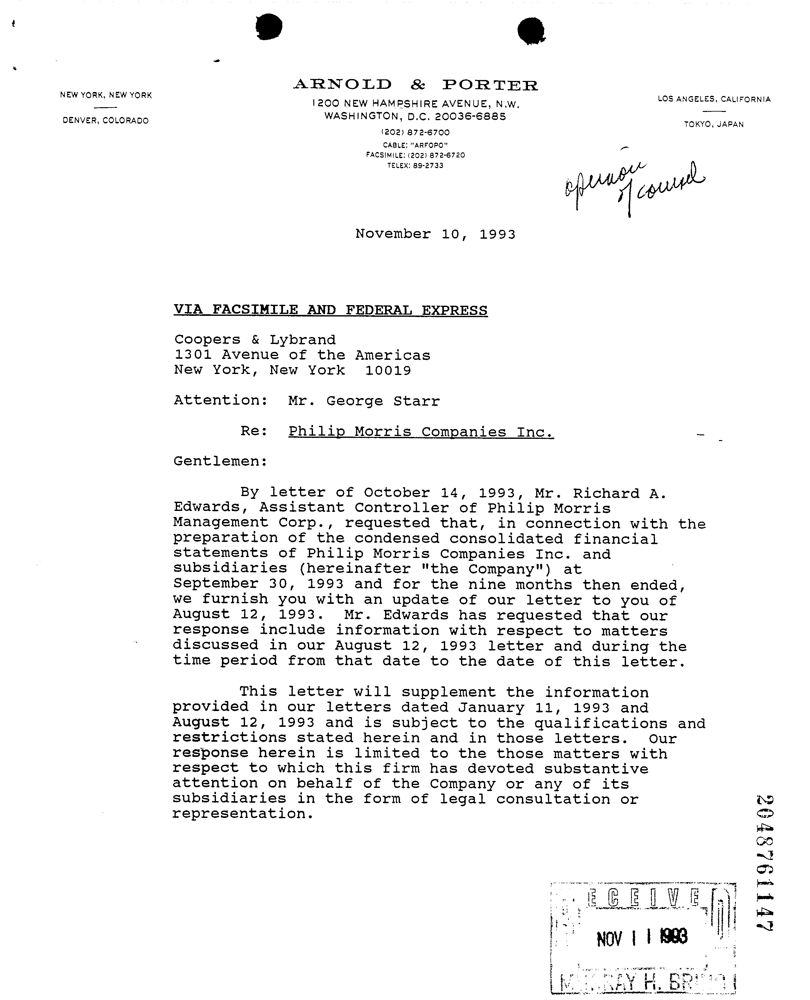 ARNOLD & PORTER
NEW YORK, NEW YORK
DENVER, COLORADO
1200 NEW HAMPSHIRE AVENUE, N.W.
WASHINGTON, D.C. 20036-6885
(202) 872-6700
CABLE: "ARFOPO"
FACSIMILE: (202) 872-6720
TELEX: 89-2733
LOS ANGELES, CALIFORNIA
TOKYO, JAPAN
opinion
of counsel
November 10, 1993
VIA FACSIMILE AND FEDERAL EXPRESS
Coopers & Lybrand
1301 Avenue of the Americas
New York, New York 10019
Attention: Mr. George Starr
Re: Philip Morris Companies Inc.
Gentlemen:
By letter of October 14, 1993, Mr. Richard A.
Edwards, Assistant Controller of Philip Morris
Management Corp., requested that, in connection with the
preparation of the condensed consolidated financial
statements of Philip Morris Companies Inc. and
subsidiaries (hereinafter "the Company") at
September 30, 1993 and for the nine months then ended,
we furnish you with an update of our letter to you of
August 12, 1993. Mr. Edwards has requested that our
response include information with respect to matters
discussed in our August 12, 1993 letter and during the
time period from that date to the date of this letter.
This letter will supplement the information
provided in our letters dated January 11, 1993 and
August 12, 1993 and is subject to the qualifications and
restrictions stated herein and in those letters. Our
response herein is limited to the those matters with
respect to which this firm has devoted substantive
attention on behalf of the Company or any of its
subsidiaries in the form of legal consultation or
representation.
2048761147
ECEIVE
NOV 11 1993
RAY H.